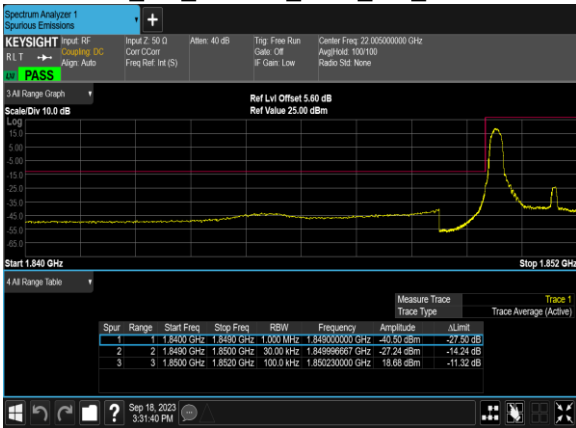 Spectrum Analyzer 1
Spurious Emissions
KEYSIGHT Input: RF Input Z: 50 Ω Atten: 40 dB Trig: Free Run Center Freq: 22.005000000 GHz
RLT Coupling: DC Corr CCorr Gate: Off Avg|Hold: 100/100
Align: Auto Freq Ref: Int (S) IF Gain: Low Radio Std: None
PASS
3 All Range Graph
Ref Lvl Offset 5.60 dB
Scale/Div 10.0 dB Ref Value 25.00 dBm
Log
15.0
5.00
-5.00
-15.0
-25.0
-35.0
-45.0
-55.0
-65.0
Start 1.840 GHz Stop 1.852 GHz
4 All Range Table
Measure Trace Trace 1
Trace Type Trace Average (Active)
Spur Range Start Freq Stop Freq RBW Frequency Amplitude ΔLimit
1 1 1.8400 GHz 1.8490 GHz 1.000 MHz 1.849000000 GHz -40.50 dBm -27.50 dB
2 2 1.8490 GHz 1.8500 GHz 30.00 kHz 1.849996667 GHz -27.24 dBm -14.24 dB
3 3 1.8500 GHz 1.8520 GHz 100.0 kHz 1.850230000 GHz 18.68 dBm -11.32 dB
? Sep 18, 2023
3:31:40 PM